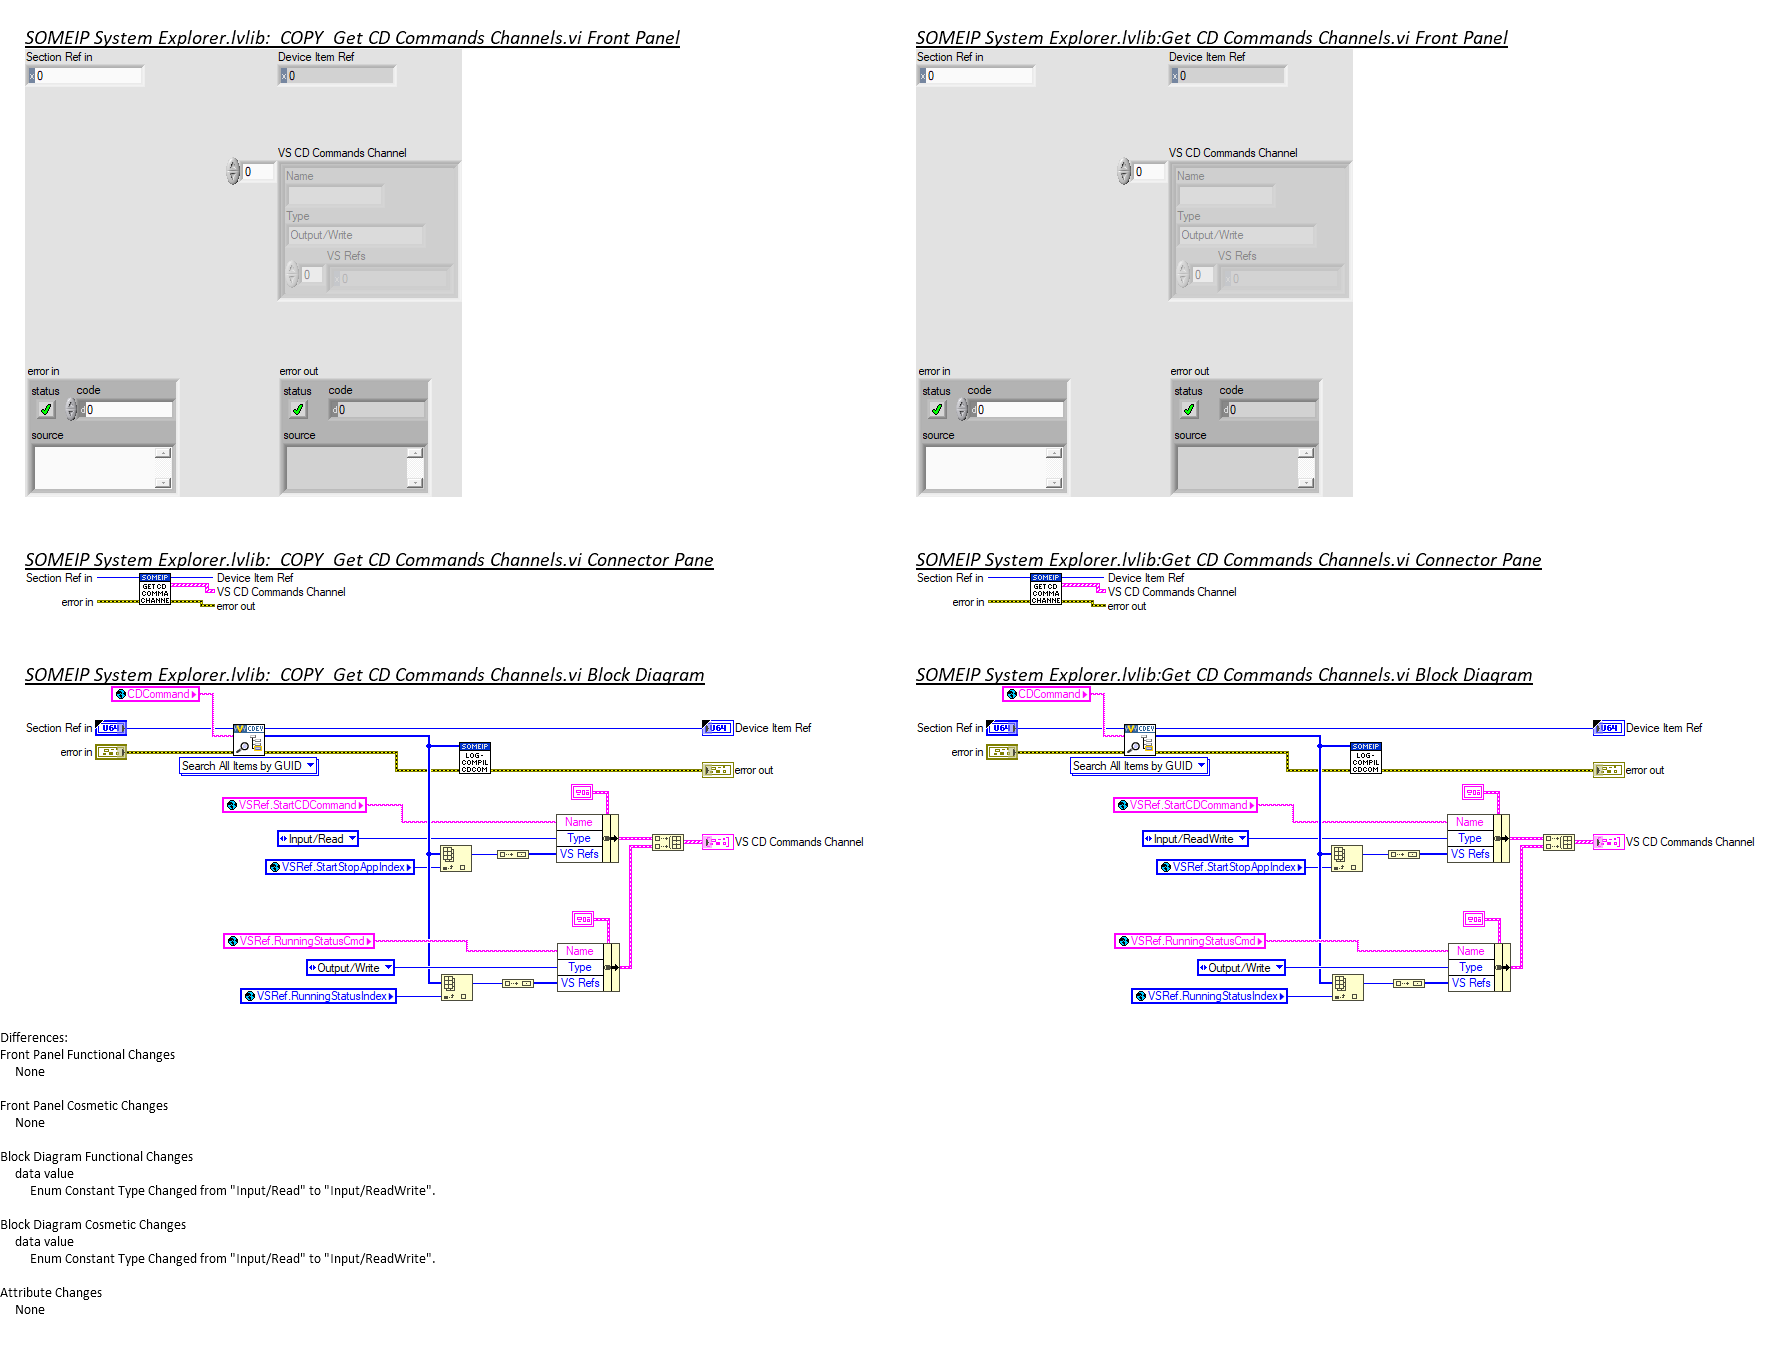 SOMEIP System Explorer.lvlib:  COPY  Get CD Commands Channels.vi Front Panel
Section Ref in
Device Item Ref
x 0
x 0
VS CD Commands Channel
0
Name
Type
Output/Write
VS Refs
0
0
error in
error out
status
code
status
code
d 0
d 0
source
source
SOMEIP System Explorer.lvlib:Get CD Commands Channels.vi Front Panel
Section Ref in
Device Item Ref
x 0
x 0
VS CD Commands Channel
0
Name
Type
Output/Write
VS Refs
0
0
error in
error out
status
code
status
code
d 0
d 0
source
source
SOMEIP System Explorer.lvlib:  COPY  Get CD Commands Channels.vi Connector Pane
Section Ref in
SOMEIP
GET CD
COMMA
CHANNE
Device Item Ref
VS CD Commands Channel
error in
error out
SOMEIP System Explorer.lvlib:Get CD Commands Channels.vi Connector Pane
Section Ref in
SOMEIP
GET CD
COMMA
CHANNE
Device Item Ref
VS CD Commands Channel
error in
error out
SOMEIP System Explorer.lvlib:  COPY  Get CD Commands Channels.vi Block Diagram
CDCommand
Section Ref in
U64
CDEV
U64
Device Item Ref
error in
SOMEIP
LOG-
COMPIL
CDCOM
Search All Items by GUID
error out
VSRef.StartCDCommand
Name
Input/Read
Type
VS CD Commands Channel
VS Refs
VSRef.StartStopAppIndex
VSRef.RunningStatusCmd
Name
Output/Write
Type
VS Refs
VSRef.RunningStatusIndex
SOMEIP System Explorer.lvlib:Get CD Commands Channels.vi Block Diagram
CDCommand
Section Ref in
U64
CDEV
U64
Device Item Ref
error in
SOMEIP
LOG-
COMPIL
CDCOM
Search All Items by GUID
error out
VSRef.StartCDCommand
Name
Input/ReadWrite
Type
VS CD Commands Channel
VS Refs
VSRef.StartStopAppIndex
VSRef.RunningStatusCmd
Name
Output/Write
Type
VS Refs
VSRef.RunningStatusIndex
Differences:
Front Panel Functional Changes
None
Front Panel Cosmetic Changes
None
Block Diagram Functional Changes
data value
Enum Constant Type Changed from "Input/Read" to "Input/ReadWrite".
Block Diagram Cosmetic Changes
data value
Enum Constant Type Changed from "Input/Read" to "Input/ReadWrite".
Attribute Changes
None